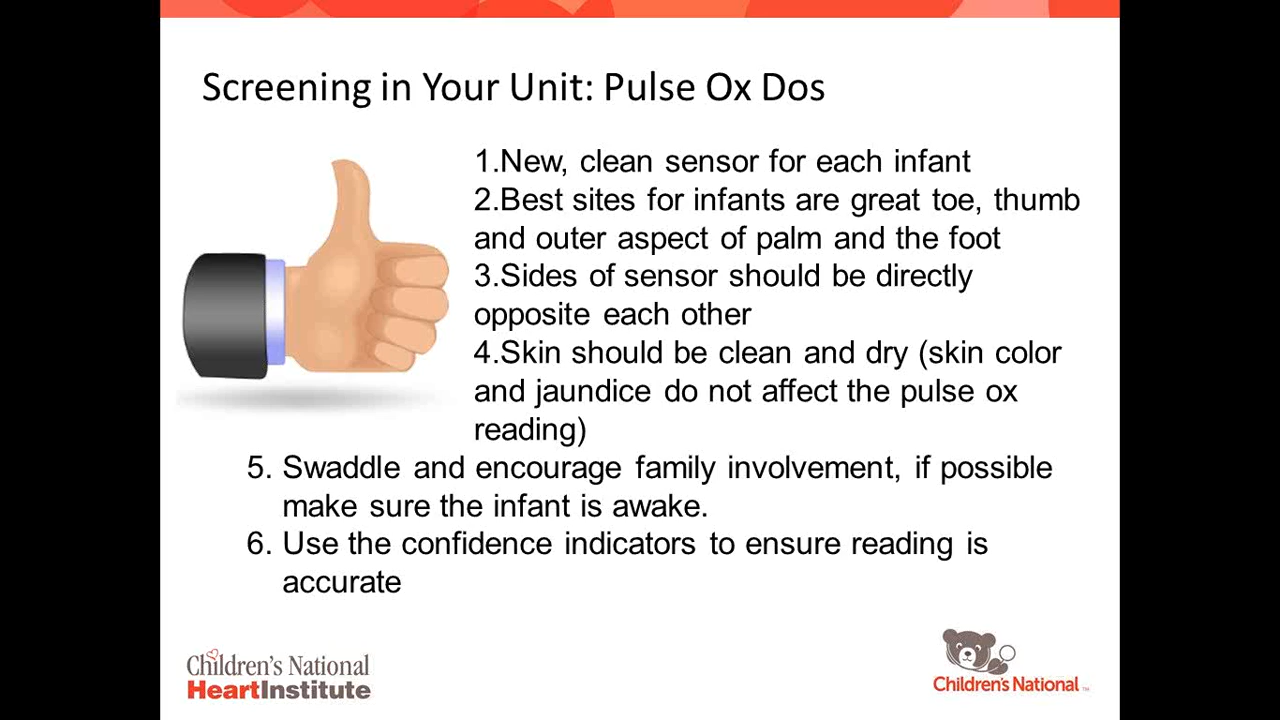 Screening in Your Unit: Pulse Ox Dos
1.New, clean sensor for each infant
2.Best sites for infants are great toe, thumb
and outer aspect of palm and the foot
3.Sides of sensor should be directly
opposite each other
4.Skin should be clean and dry (skin color
and jaundice do not affect the pulse ox
reading)
5. Swaddle and encourage family involvement, if possible
make sure the infant is awake.
6. Use the confidence indicators to ensure reading is
accurate
Children's National
HeartInstitute
Children's National ™